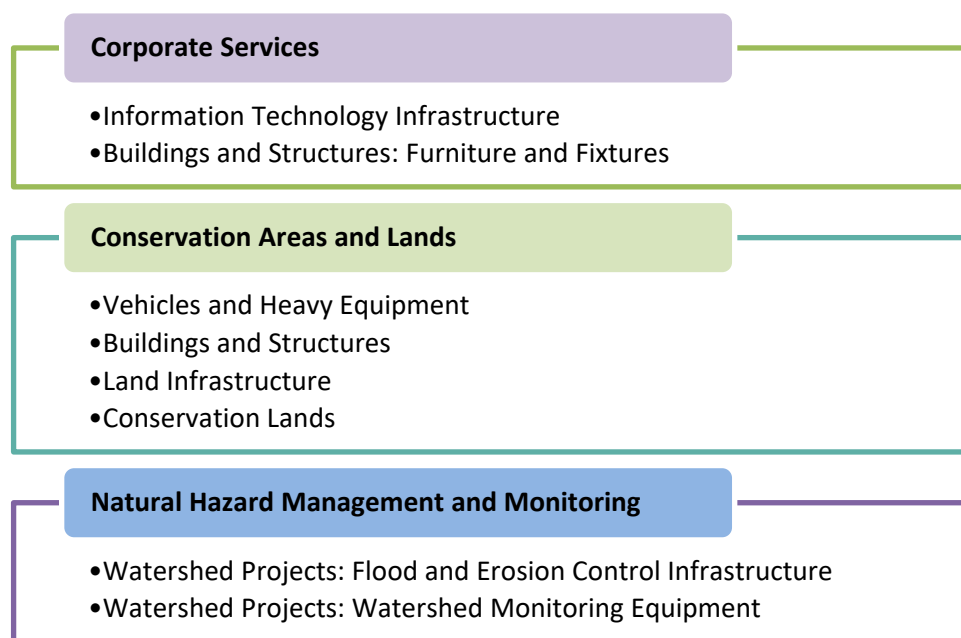 Corporate Services
•Information Technology Infrastructure
•Buildings and Structures: Furniture and Fixtures
Conservation Areas and Lands
•Vehicles and Heavy Equipment
•Buildings and Structures
•Land Infrastructure
•Conservation Lands
Natural Hazard Management and Monitoring
•Watershed Projects: Flood and Erosion Control Infrastructure
•Watershed Projects: Watershed Monitoring Equipment